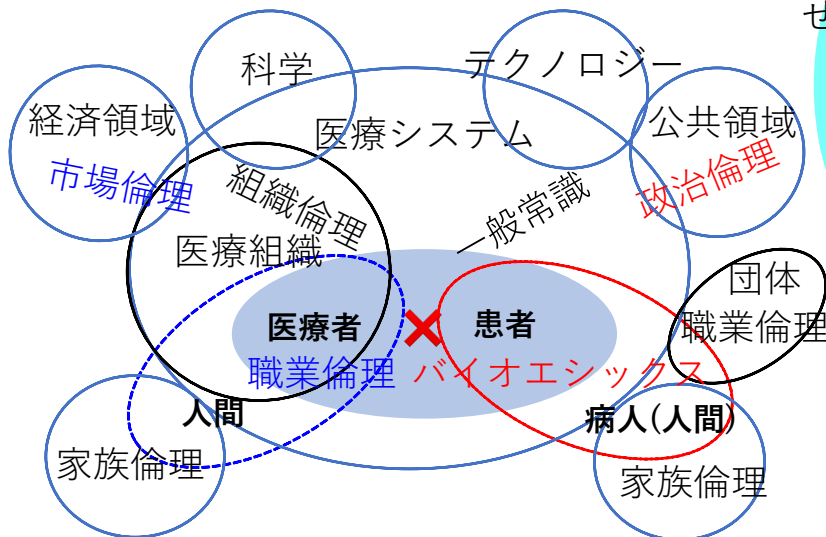 せ
科学
テクノロジー
経済領域
医療システム
公共領域
市場倫理
組織倫理
一般常識
政治倫理
医療組織
団体
医療者
患者
職業倫理
職業倫理
バイオエシックス
人間
病人(人間)
家族倫理
家族倫理